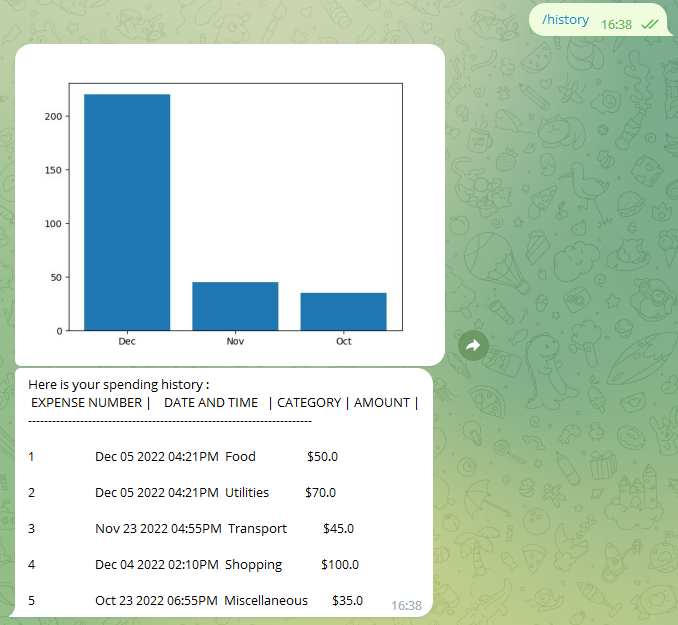 /history 16:38
200
150
100
50
0
Dec Nov Oct
Here is your spending history :
EXPENSE NUMBER | DATE AND TIME | CATEGORY | AMOUNT |
----------------------------------------------------------------------
1 Dec 05 2022 04:21PM Food $50.0
2 Dec 05 2022 04:21PM Utilities $70.0
3 Nov 23 2022 04:55PM Transport $45.0
4 Dec 04 2022 02:10PM Shopping $100.0
5 Oct 23 2022 06:55PM Miscellaneous $35.0
16:38